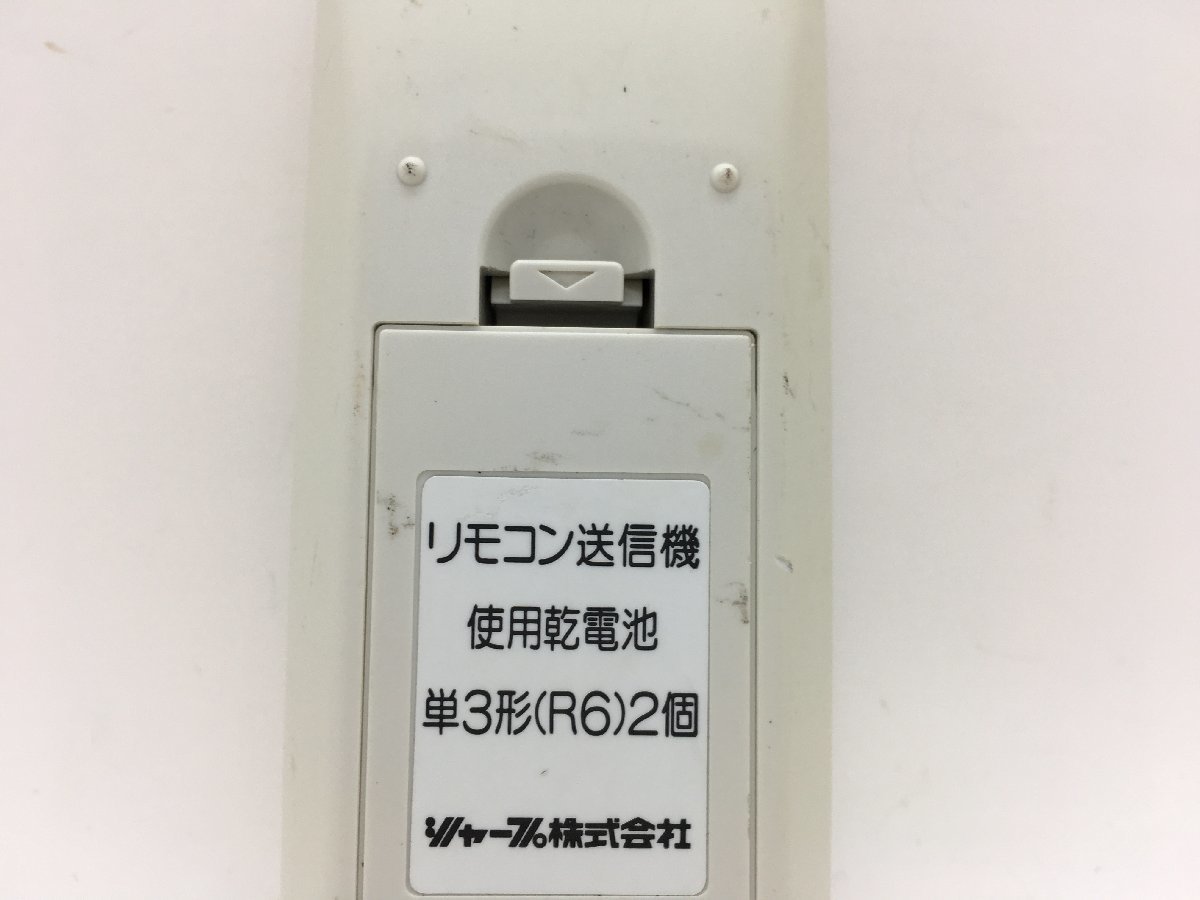 リモコン送信機
使用乾電池
単3形(R6)2個
シャープ株式会社